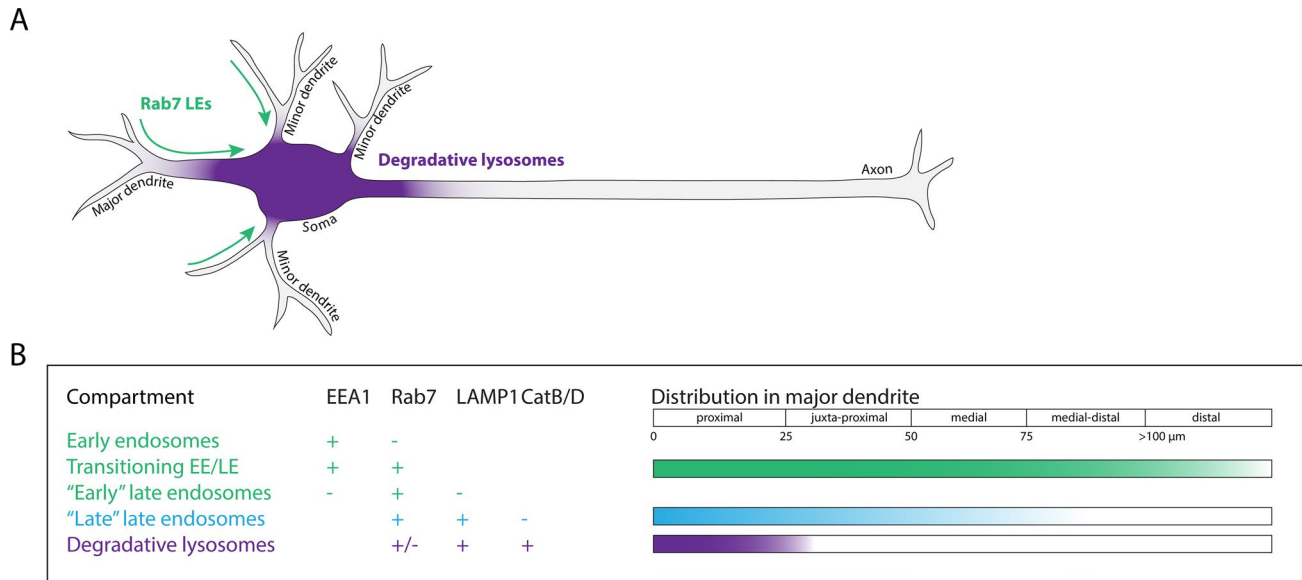 A
Rab7 LEs
Minor dendrite
Minor dendrite
Degradative lysosomes
Major dendrite
Axon
Soma
Minor dendrite
B
Compartment EEA1 Rab7 LAMP1 CatB/D Distribution in major dendrite
proximal juxta-proximal medial medial-distal distal
0 25 50 75 >100 μm
Early endosomes + -
Transitioning EE/LE + +
“Early” late endosomes - + -
“Late” late endosomes + + -
Degradative lysosomes +/- + +